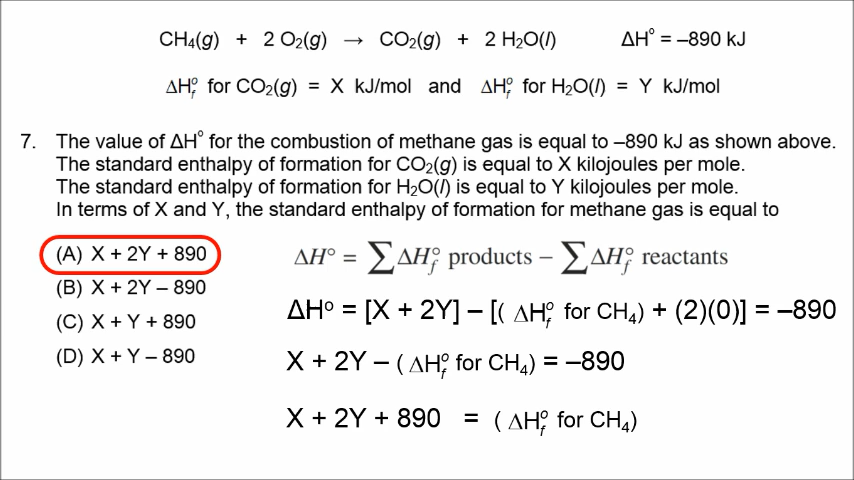 CH₄(g) + 2 O₂(g) → CO₂(g) + 2 H₂O(l) ΔH° = –890 kJ
ΔH°f for CO₂(g) = X kJ/mol and ΔH°f for H₂O(l) = Y kJ/mol
7. The value of ΔH° for the combustion of methane gas is equal to –890 kJ as shown above.
The standard enthalpy of formation for CO₂(g) is equal to X kilojoules per mole.
The standard enthalpy of formation for H₂O(l) is equal to Y kilojoules per mole.
In terms of X and Y, the standard enthalpy of formation for methane gas is equal to
(A) X + 2Y + 890
(B) X + 2Y – 890
(C) X + Y + 890
(D) X + Y – 890
ΔH° = ∑ΔH°f products – ∑ΔH°f reactants
ΔH° = [X + 2Y] – [( ΔH°f for CH₄) + (2)(0)] = –890
X + 2Y – ( ΔH°f for CH₄) = –890
X + 2Y + 890 = ( ΔH°f for CH₄)